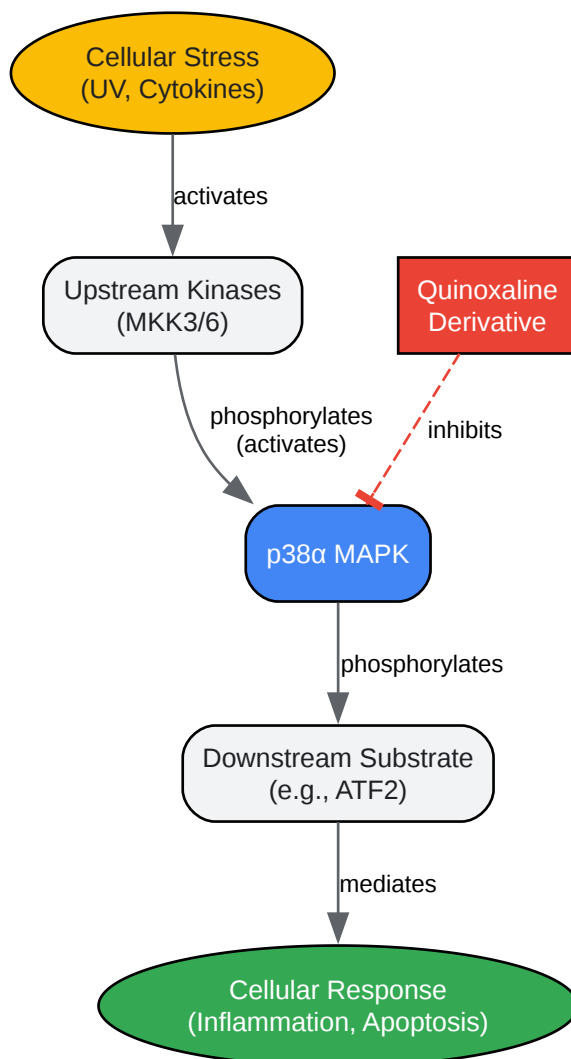 Cellular Stress
(UV, Cytokines)
activates
Upstream Kinases
(MKK3/6)
Quinoxaline
Derivative
phosphorylates
(activates)
inhibits
p38α MAPK
phosphorylates
Downstream Substrate
(e.g., ATF2)
mediates
Cellular Response
(Inflammation, Apoptosis)